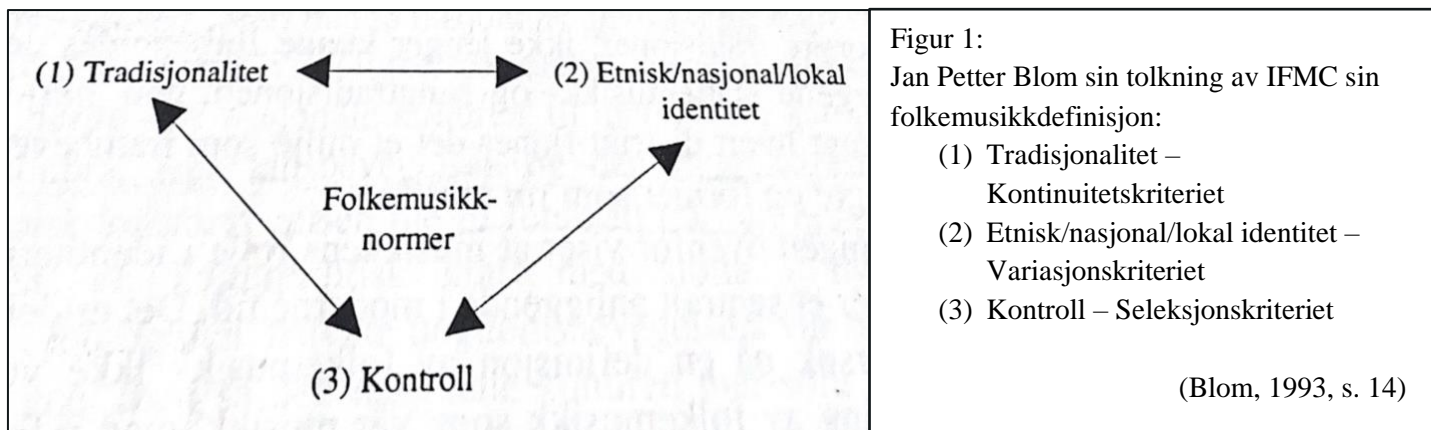 (1) Tradisjonalitet
(2) Etnisk/nasjonal/lokal
identitet
Folkemusikk-
normer
(3) Kontroll
Figur 1:
Jan Petter Blom sin tolkning av IFMC sin
folkemusikkdefinisjon:
(1) Tradisjonalitet –
Kontinuitetskriteriet
(2) Etnisk/nasjonal/lokal identitet –
Variasjonskriteriet
(3) Kontroll – Seleksjonskriteriet
(Blom, 1993, s. 14)